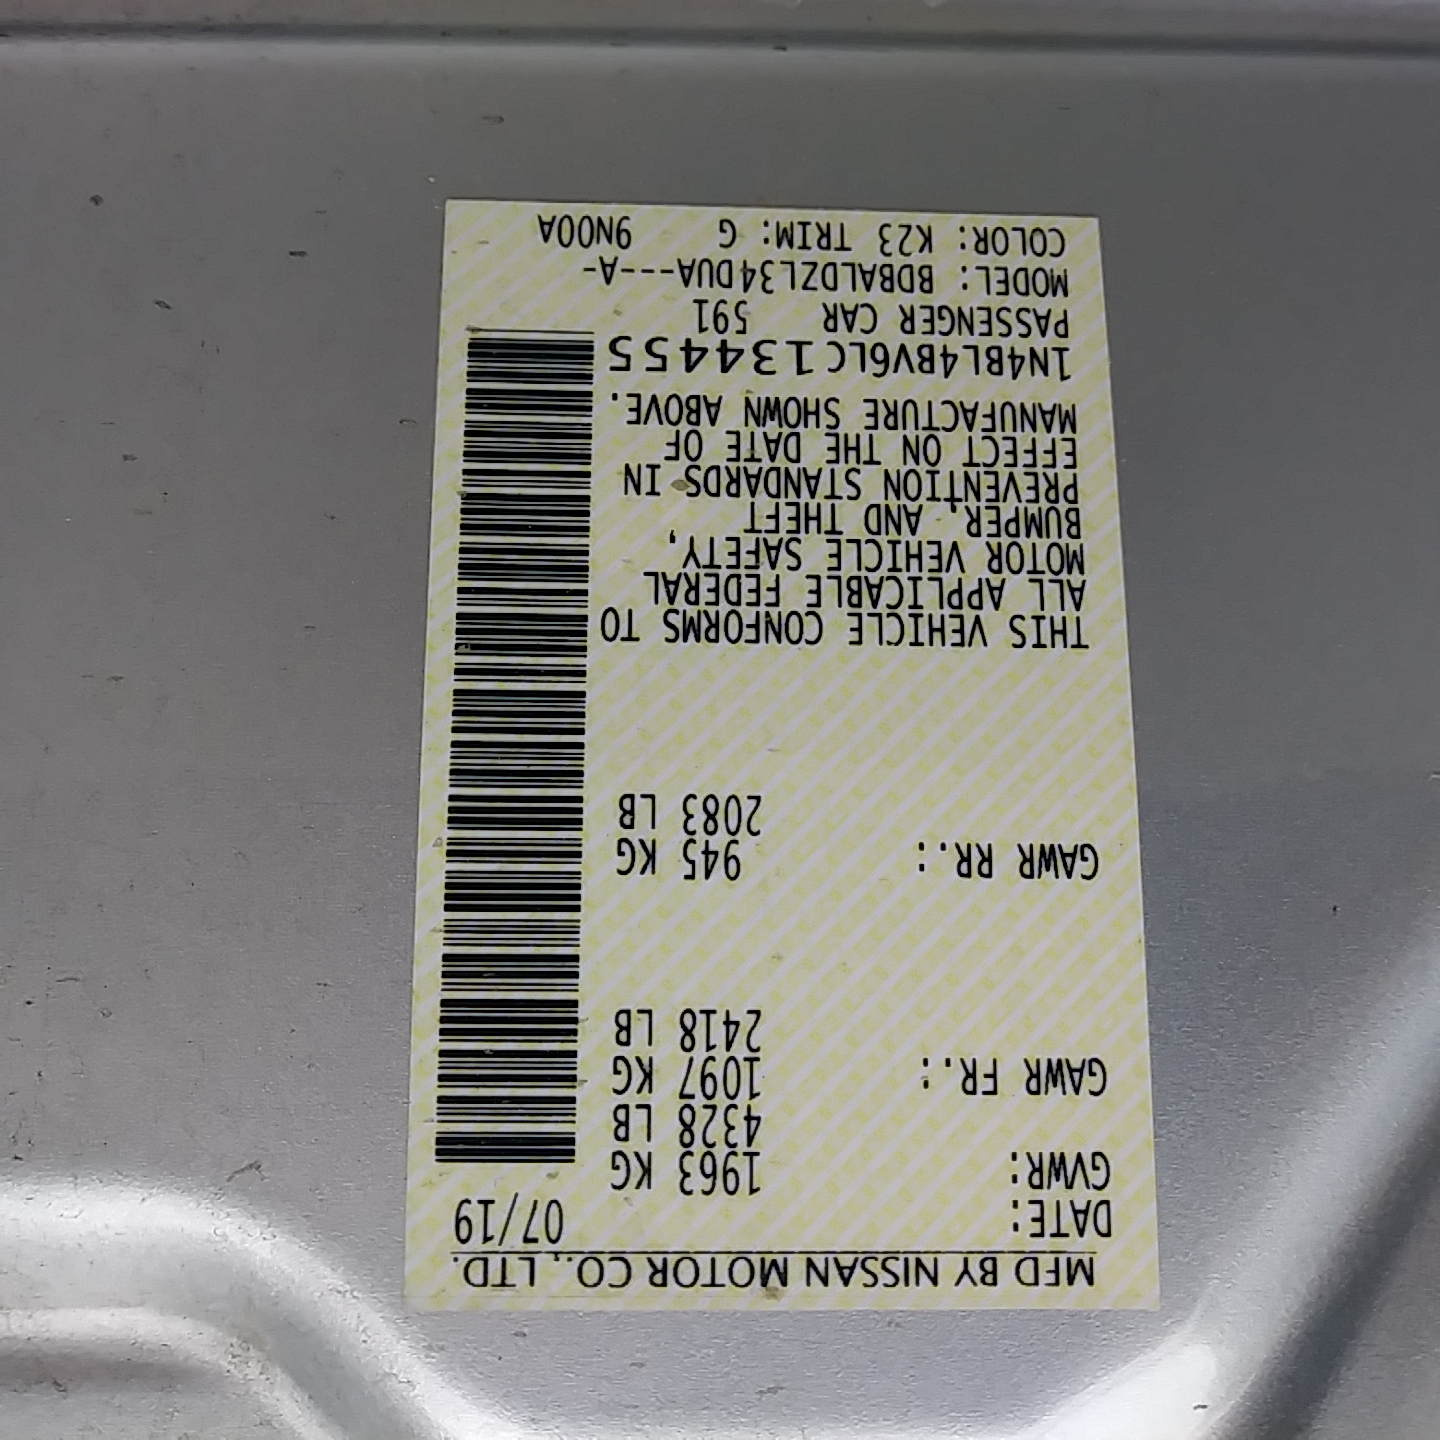 MFD BY NISSAN MOTOR CO., LTD.
DATE: 07/19
GVWR: 1963 KG
4328 LB
GAWR FR.: 1097 KG
2418 LB
GAWR RR.: 945 KG
2083 LB
THIS VEHICLE CONFORMS TO
ALL APPLICABLE FEDERAL
MOTOR VEHICLE SAFETY,
BUMPER, AND THEFT
PREVENTION STANDARDS IN
EFFECT ON THE DATE OF
MANUFACTURE SHOWN ABOVE.
1N4BL4BV6LC134455
PASSENGER CAR 591
MODEL: BDBALDZL34DUA---A-
COLOR: K23 TRIM: G 9N00A